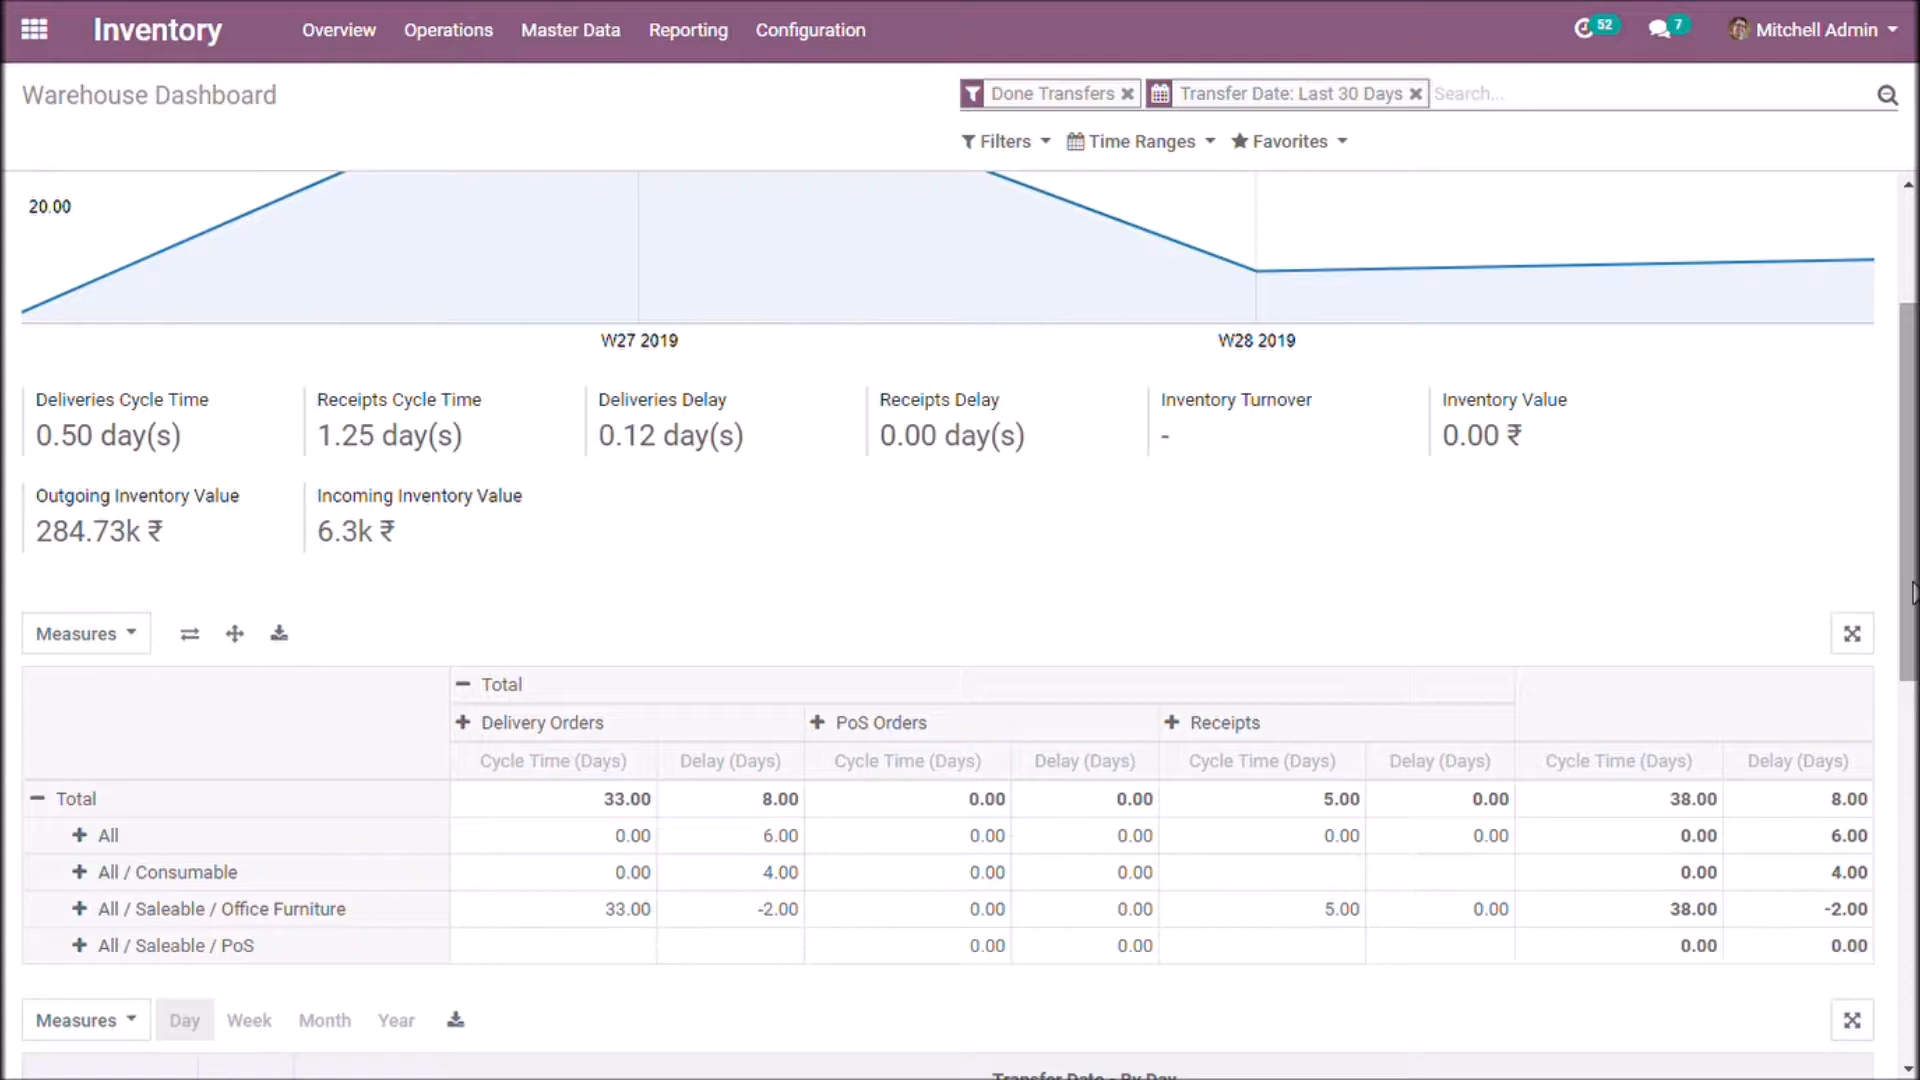 Inventory Overview Operations Master Data Reporting Configuration 52 7 Mitchell Admin
Warehouse Dashboard Done Transfers Transfer Date: Last 30 Days Search...
Filters Time Ranges Favorites
20.00
W27 2019 W28 2019
Deliveries Cycle Time Receipts Cycle Time Deliveries Delay Receipts Delay Inventory Turnover Inventory Value
0.50 day(s) 1.25 day(s) 0.12 day(s) 0.00 day(s) - 0.00 ₹
Outgoing Inventory Value Incoming Inventory Value
284.73k ₹ 6.3k ₹
Measures
Total
Delivery Orders PoS Orders Receipts
Cycle Time (Days) Delay (Days) Cycle Time (Days) Delay (Days) Cycle Time (Days) Delay (Days) Cycle Time (Days) Delay (Days)
Total 33.00 8.00 0.00 0.00 5.00 0.00 38.00 8.00
All 0.00 6.00 0.00 0.00 0.00 0.00 0.00 6.00
All / Consumable 0.00 4.00 0.00 0.00 0.00 4.00
All / Saleable / Office Furniture 33.00 -2.00 0.00 0.00 5.00 0.00 38.00 -2.00
All / Saleable / PoS 0.00 0.00 0.00 0.00
Measures Day Week Month Year
Transfer Date - By Day